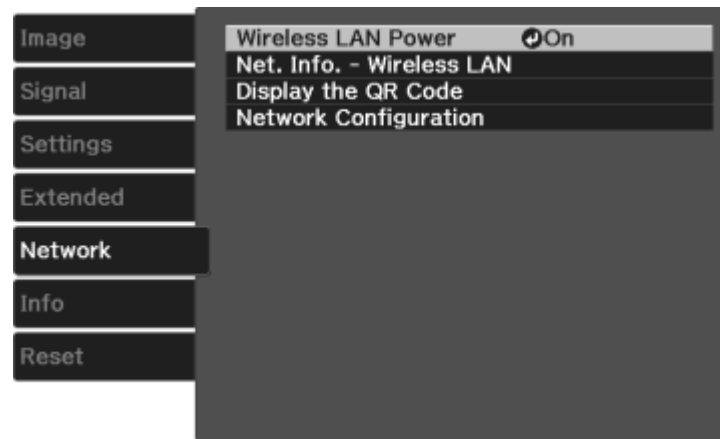 Image
Signal
Settings
Extended
Network
Info
Reset
Wireless LAN Power On
Net. Info. - Wireless LAN
Display the QR Code
Network Configuration